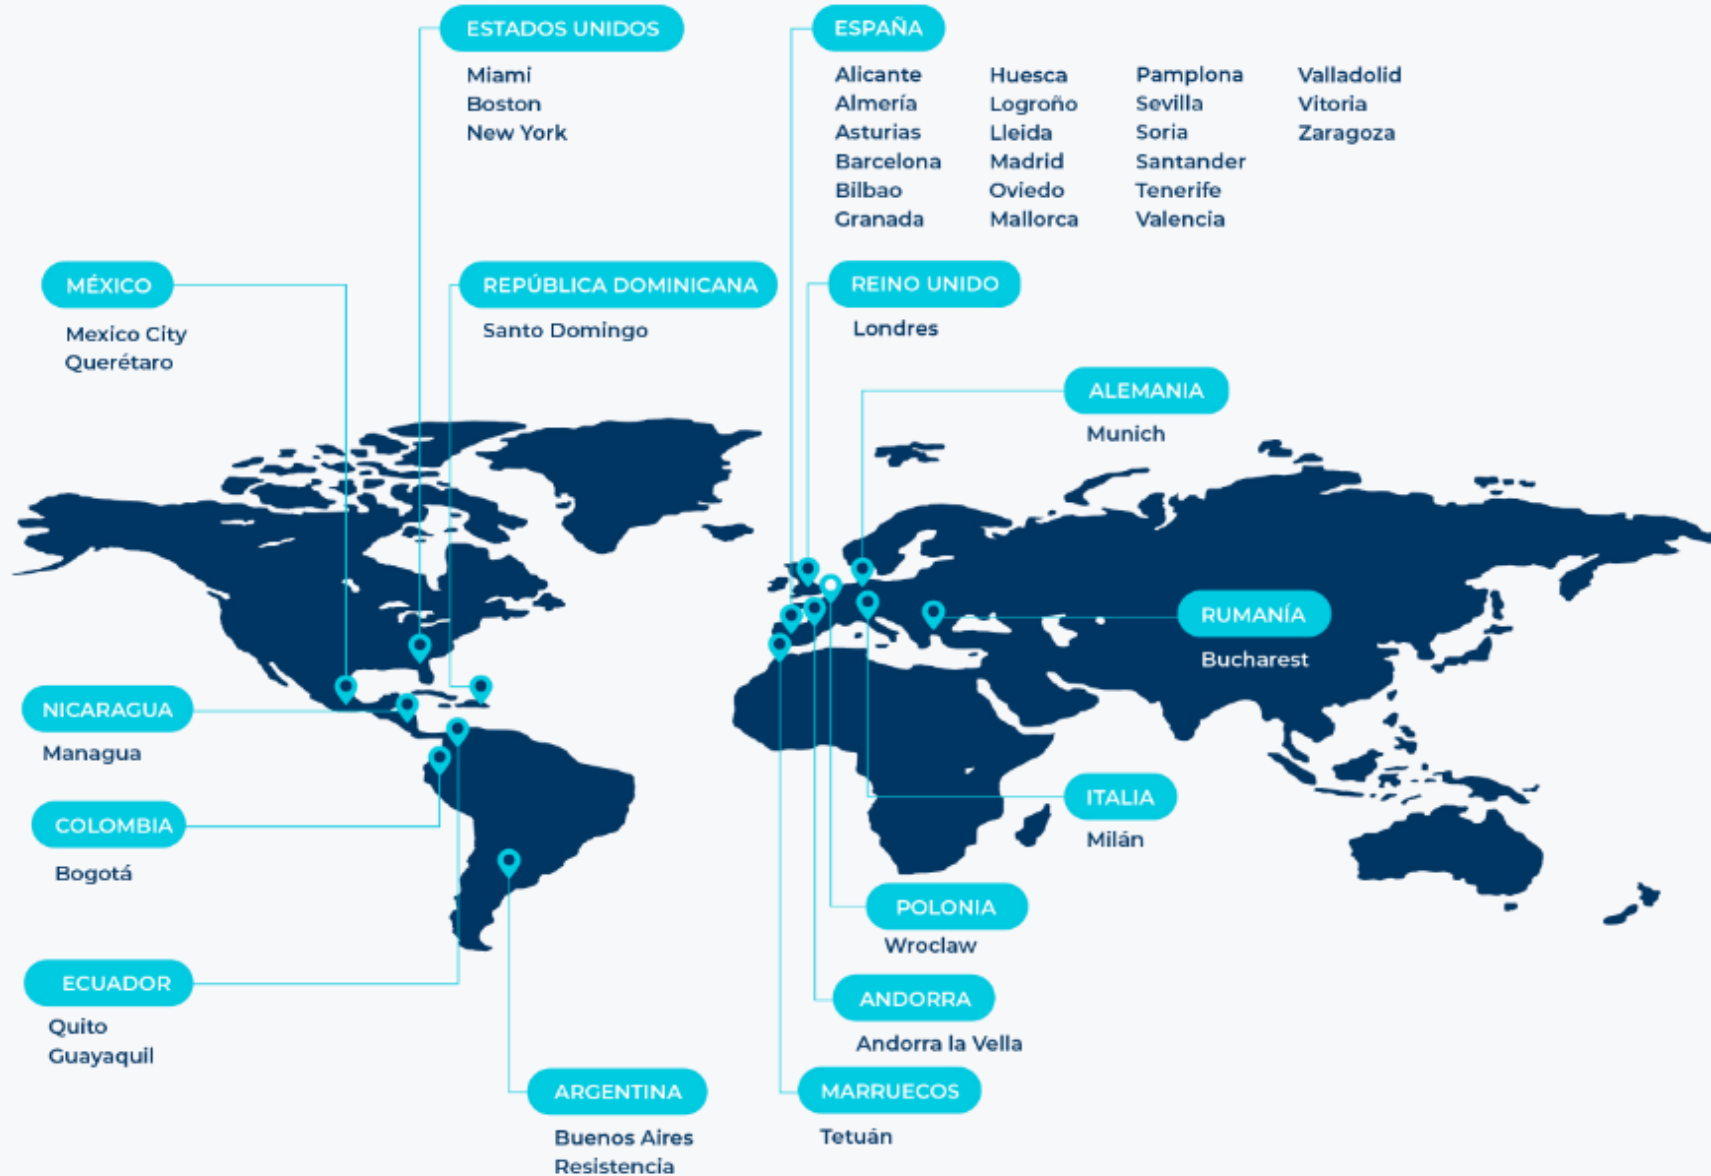 ESTADOS UNIDOS
Miami
Boston
New York
ESPAÑA
Alicante
Almería
Asturias
Barcelona
Bilbao
Granada
Huesca
Logroño
Lleida
Madrid
Oviedo
Mallorca
Pamplona
Sevilla
Soria
Santander
Tenerife
Valencia
Valladolid
Vitoria
Zaragoza
MÉXICO
Mexico City
Querétaro
REPÚBLICA DOMINICANA
Santo Domingo
REINO UNIDO
Londres
ALEMANIA
Munich
RUMANÍA
Bucharest
NICARAGUA
Managua
COLOMBIA
Bogotá
ITALIA
Milán
POLONIA
Wroclaw
ECUADOR
Quito
Guayaquil
ANDORRA
Andorra la Vella
ARGENTINA
Buenos Aires
Resistencia
MARRUECOS
Tetuán